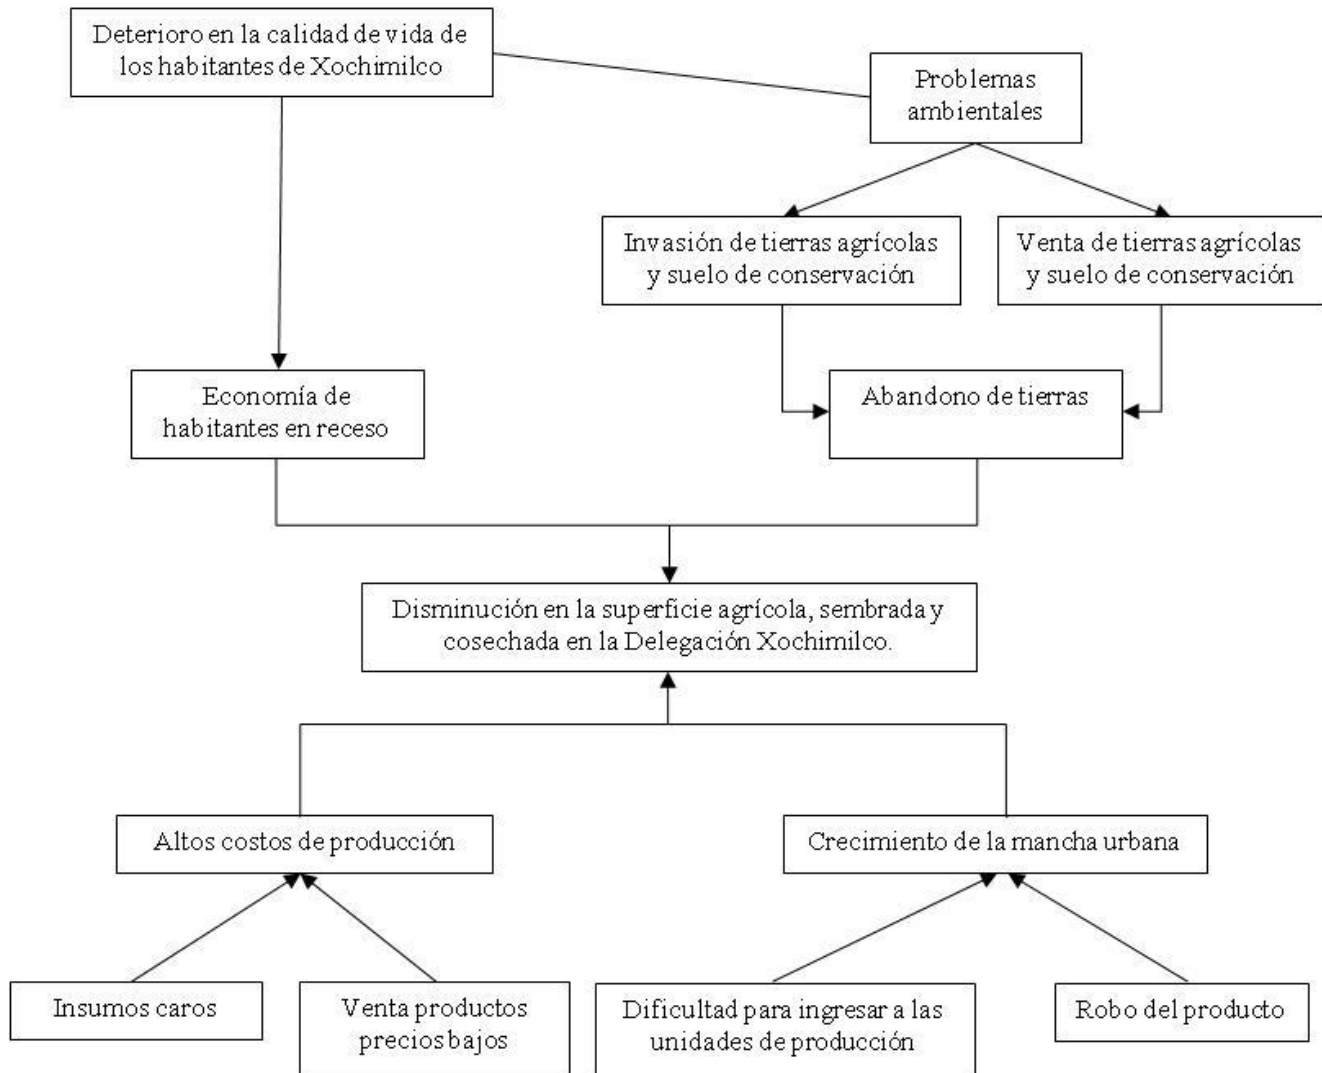 Deterioro en la calidad de vida de
los habitantes de Xochimilco
Problemas
ambientales
Invasión de tierras agrícolas
y suelo de conservación
Venta de tierras agrícolas
y suelo de conservación
Economía de
habitantes en receso
Abandono de tierras
Disminución en la superficie agrícola, sembrada y
cosechada en la Delegación Xochimilco.
Altos costos de producción
Crecimiento de la mancha urbana
Insumos caros
Venta productos
precios bajos
Dificultad para ingresar a las
unidades de producción
Robo del producto